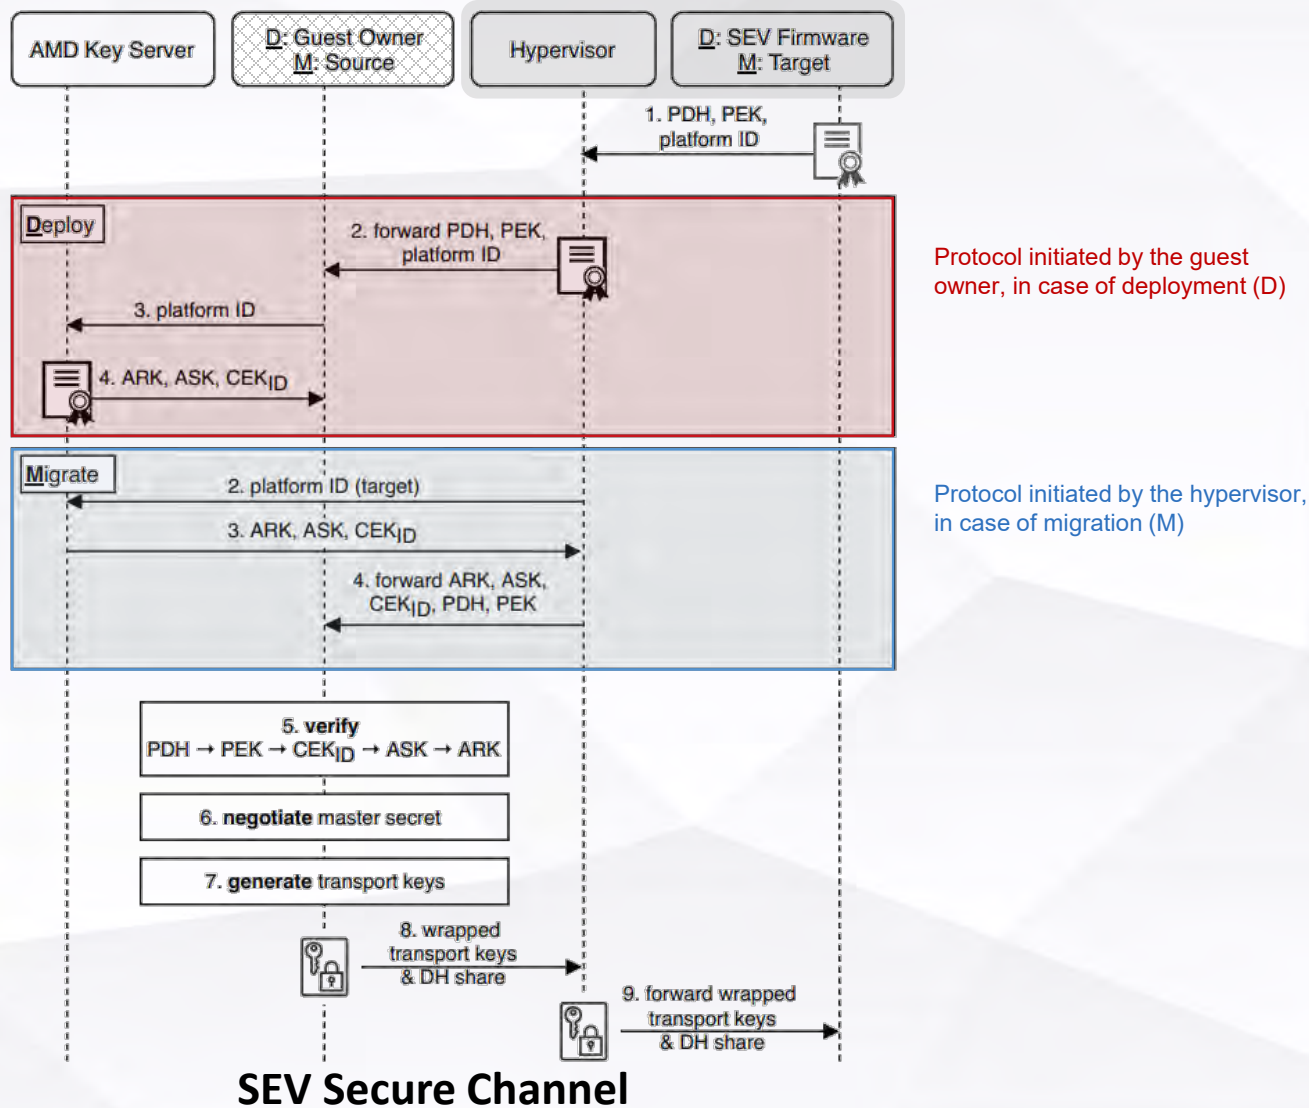 AMD Key Server
D: Guest Owner
M: Source
Hypervisor
D: SEV Firmware
M: Target
1. PDH, PEK,
platform ID
Deploy
2. forward PDH, PEK,
platform ID
3. platform ID
4. ARK, ASK, CEKID
Protocol initiated by the guest
owner, in case of deployment (D)
Migrate
2. platform ID (target)
3. ARK, ASK, CEKID
4. forward ARK, ASK,
CEKID, PDH, PEK
Protocol initiated by the hypervisor,
in case of migration (M)
5. verify
PDH → PEK → CEKID → ASK → ARK
6. negotiate master secret
7. generate transport keys
8. wrapped
transport keys
& DH share
9. forward wrapped
transport keys
& DH share
SEV Secure Channel